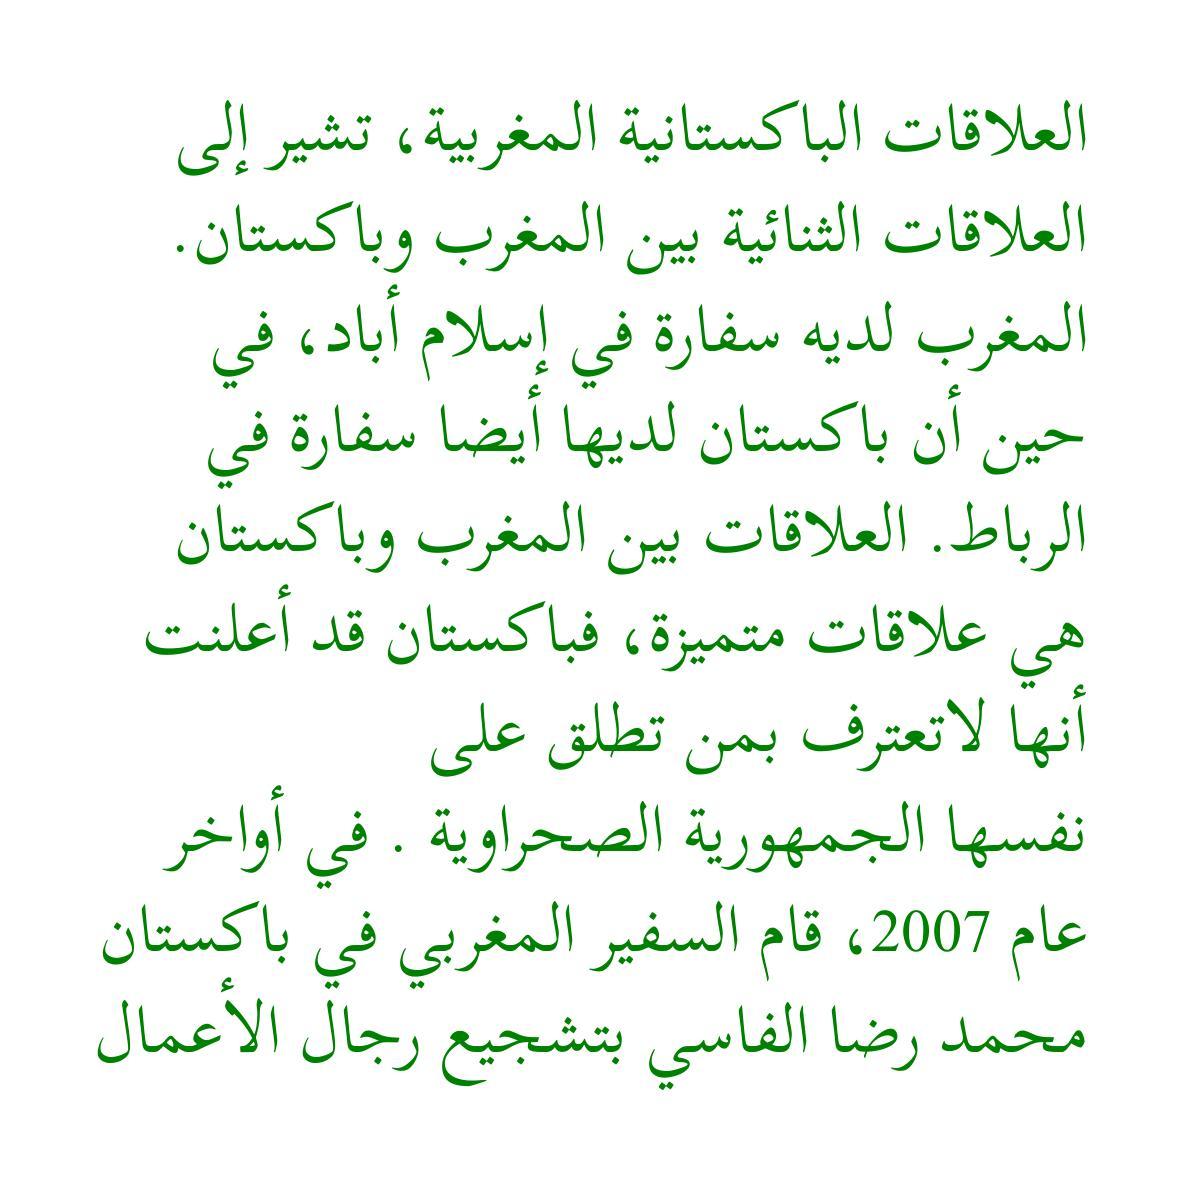 العلاقات الباكستانية المغربية، تشير إلى
العلاقات الثنائية بين المغرب وباكستان.
المغرب لديه سفارة في إسلام أباد، في
حين أن باكستان لديها أيضا سفارة في
الرباط. العلاقات بين المغرب وباكستان
هي علاقات متميزة، فباكستان قد أعلنت
أنها لاتعترف بمن تطلق على
نفسها الجمهورية الصحراوية . في أواخر
عام 2007، قام السفير المغربي في باكستان
محمد رضا الفاسي بتشجيع رجال الأعمال